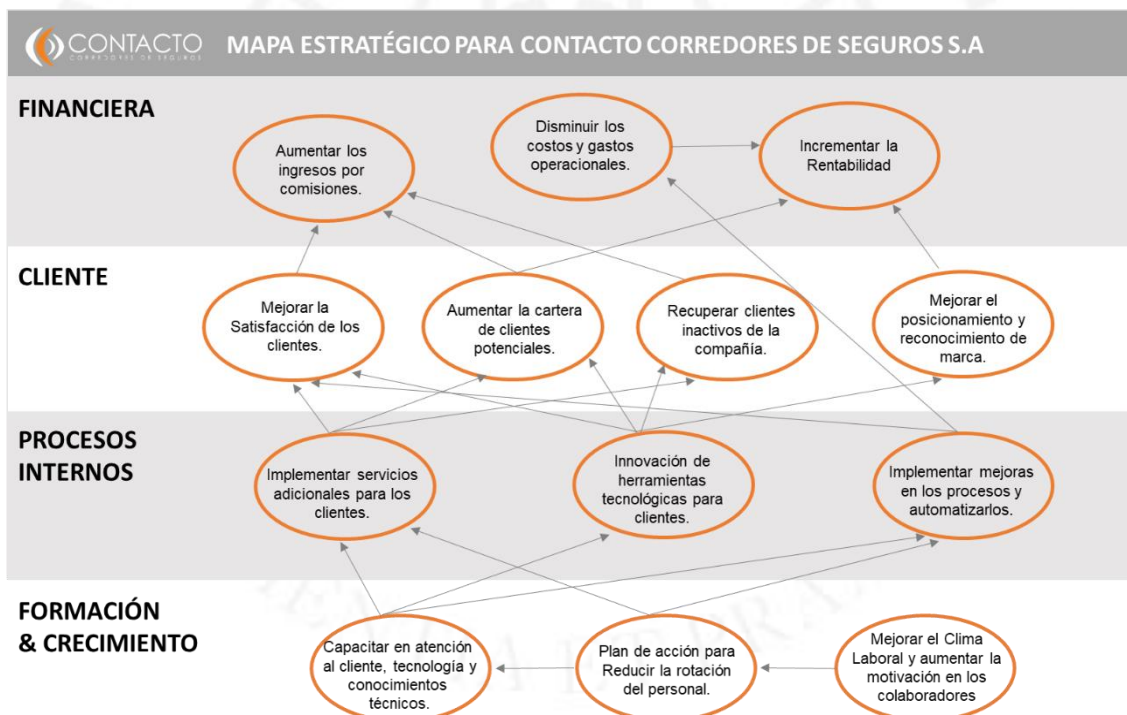 CONTACTO
CORREDORES DE SEGUROS
MAPA ESTRATÉGICO PARA CONTACTO CORREDORES DE SEGUROS S.A
FINANCIERA
Aumentar los
ingresos por
comisiones.
Disminuir los
costos y gastos
operacionales.
Incrementar la
Rentabilidad
CLIENTE
Mejorar la
Satisfacción de los
clientes.
Aumentar la cartera
de clientes
potenciales.
Recuperar clientes
inactivos de la
compañía.
Mejorar el
posicionamiento y
reconocimiento de
marca.
PROCESOS
INTERNOS
Implementar servicios
adicionales para los
clientes.
Innovación de
herramientas
tecnológicas para
clientes.
Implementar mejoras
en los procesos y
automatizarlos.
FORMACIÓN
& CRECIMIENTO
Capacitar en atención
al cliente, tecnología y
conocimientos
técnicos.
Plan de acción para
Reducir la rotación
del personal.
Mejorar el Clima
Laboral y aumentar la
motivación en los
colaboradores